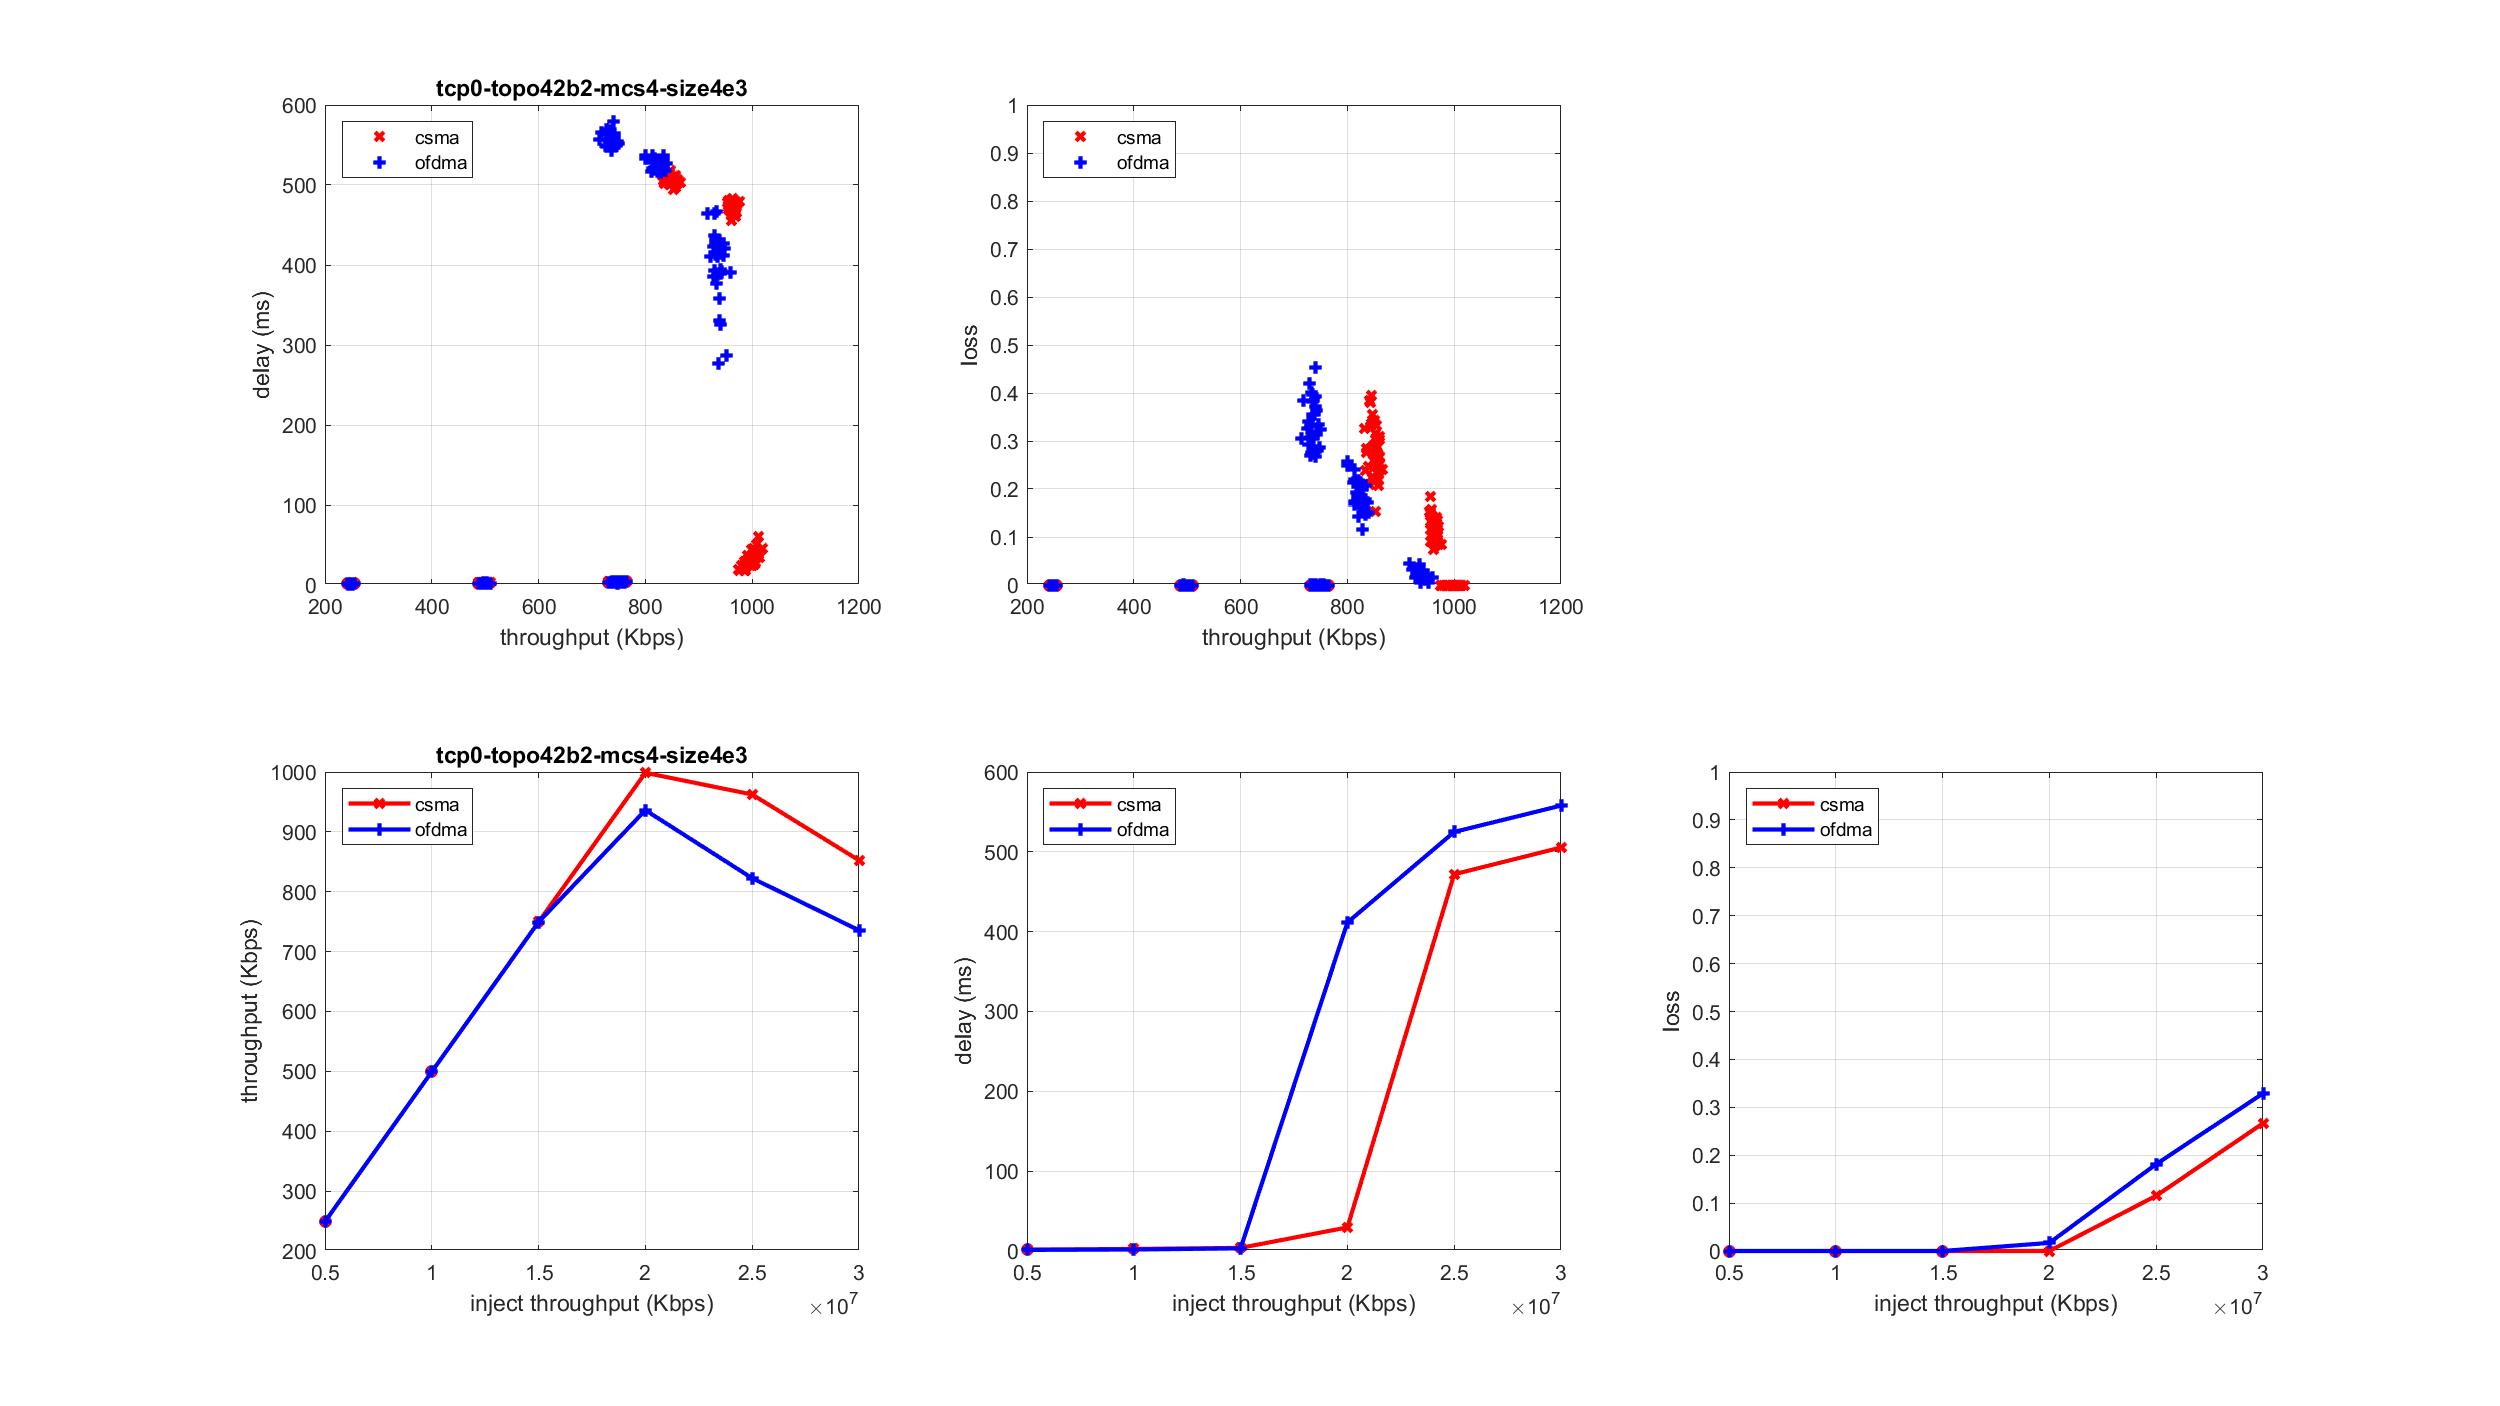 tcp0-topo42b2-mcs4-size4e3
600
500
400
300
200
100
0
delay (ms)
csma
ofdma
200 400 600 800 1000 1200
throughput (Kbps)
1
0.9
0.8
0.7
0.6
0.5
0.4
0.3
0.2
0.1
0
loss
csma
ofdma
200 400 600 800 1000 1200
throughput (Kbps)
tcp0-topo42b2-mcs4-size4e3
1000
900
800
700
600
500
400
300
200
throughput (Kbps)
csma
ofdma
0.5 1 1.5 2 2.5 3
inject throughput (Kbps) ×10⁷
600
500
400
300
200
100
0
delay (ms)
csma
ofdma
0.5 1 1.5 2 2.5 3
inject throughput (Kbps) ×10⁷
1
0.9
0.8
0.7
0.6
0.5
0.4
0.3
0.2
0.1
0
loss
csma
ofdma
0.5 1 1.5 2 2.5 3
inject throughput (Kbps) ×10⁷